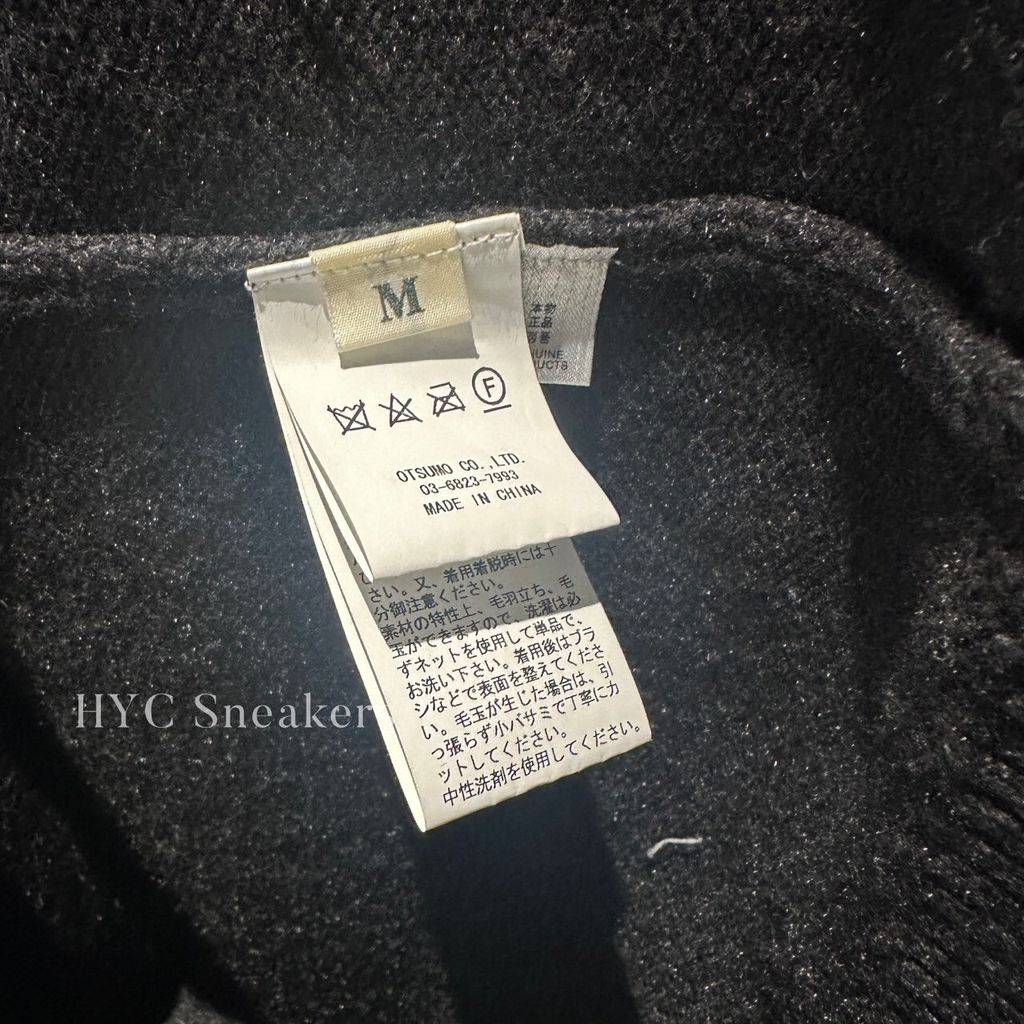 M
本物
正品
F
OTSUMO CO.,LTD.
03-6823-7993
MADE IN CHINA
さい。又、着用着脱時には十
分御注意ください。
素材の特性上、毛羽立ち、毛
玉ができますので、洗濯は必
ずネットを使用して単品で、
お洗い下さい。着用後はブラ
シなどで表面を整えてくださ
い。毛玉が生じた場合は、引
っ張らず小バサミで丁寧にカ
ットしてください。
中性洗剤を使用してください。
HYC Sneaker